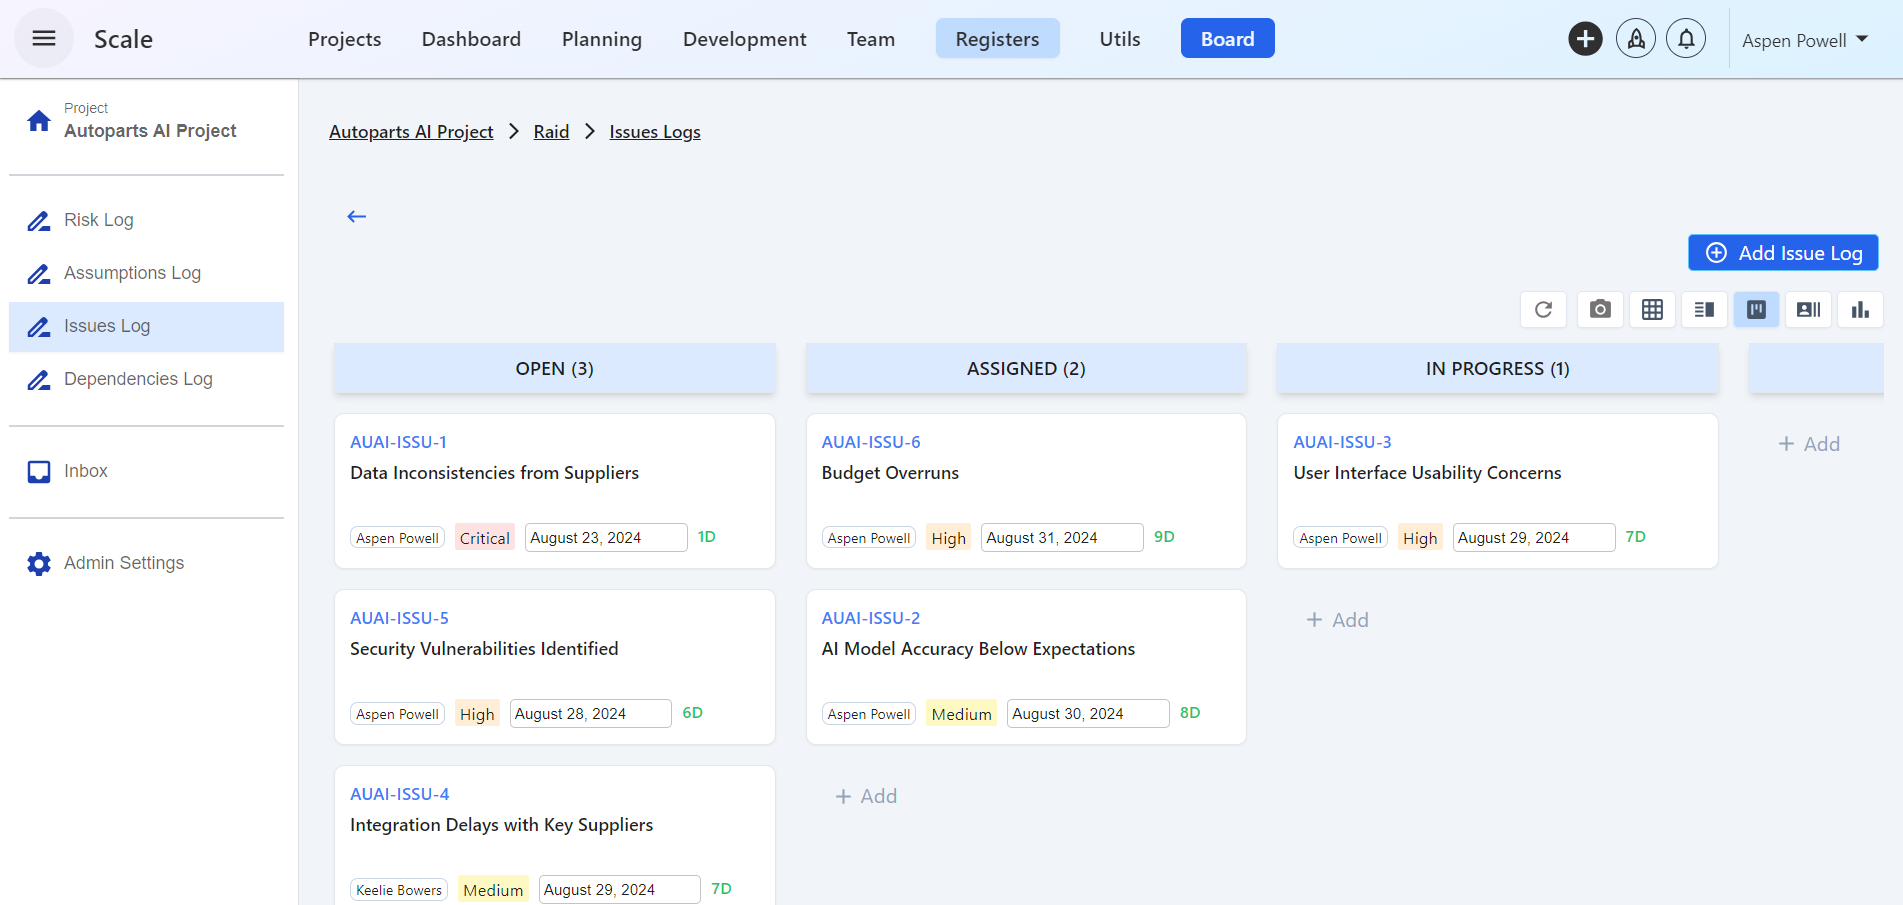 Scale
Projects
Dashboard
Planning
Development
Team
Registers
Utils
Board
Aspen Powell
Project
Autoparts AI Project
Risk Log
Assumptions Log
Issues Log
Dependencies Log
Inbox
Admin Settings
Autoparts AI Project > Raid > Issues Logs
Add Issue Log
OPEN (3)
AUAI-ISSU-1
Data Inconsistencies from Suppliers
Aspen Powell Critical August 23, 2024 1D
AUAI-ISSU-5
Security Vulnerabilities Identified
Aspen Powell High August 28, 2024 6D
AUAI-ISSU-4
Integration Delays with Key Suppliers
Keelie Bowers Medium August 29, 2024 7D
ASSIGNED (2)
AUAI-ISSU-6
Budget Overruns
Aspen Powell High August 31, 2024 9D
AUAI-ISSU-2
AI Model Accuracy Below Expectations
Aspen Powell Medium August 30, 2024 8D
+ Add
IN PROGRESS (1)
AUAI-ISSU-3
User Interface Usability Concerns
Aspen Powell High August 29, 2024 7D
+ Add
+ Add